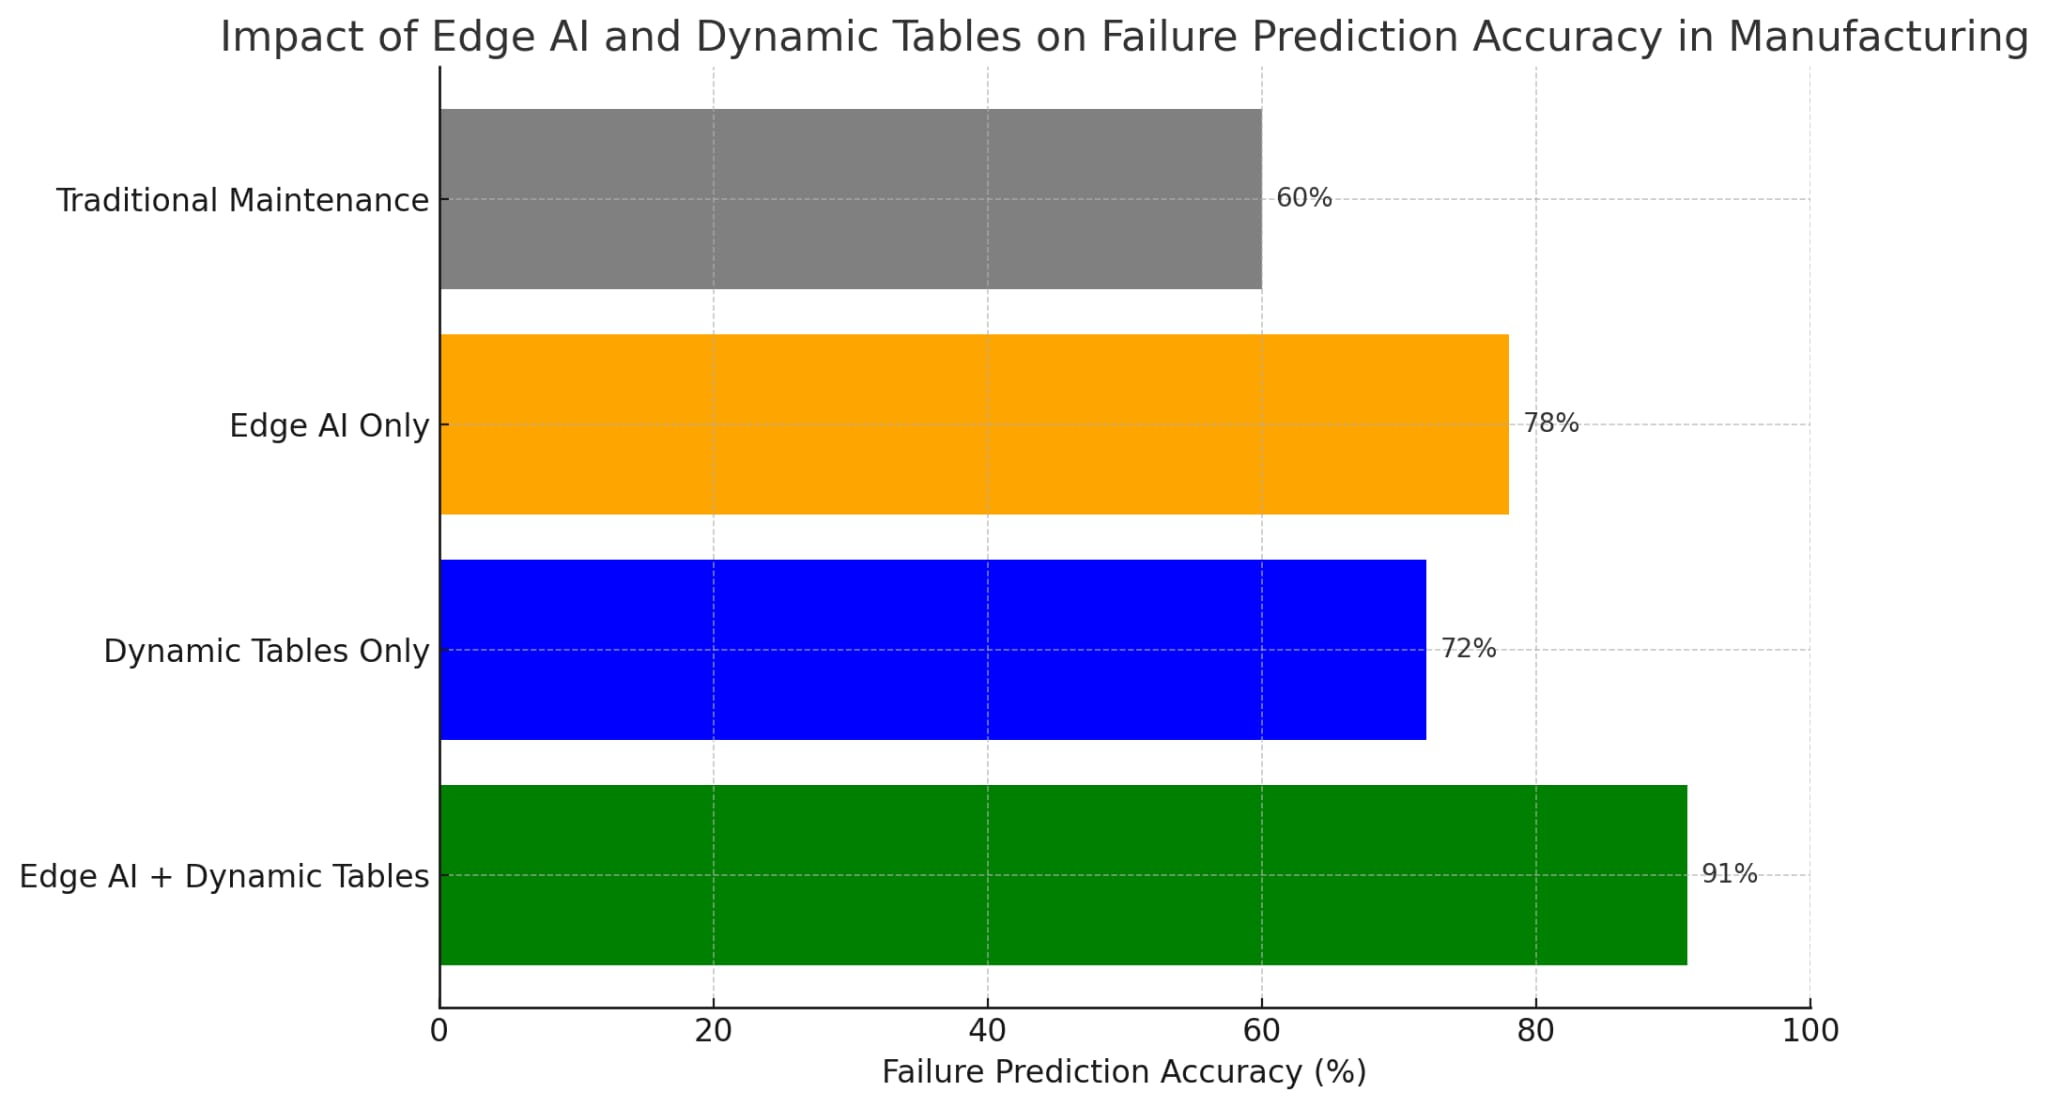 Impact of Edge AI and Dynamic Tables on Failure Prediction Accuracy in Manufacturing
Traditional Maintenance
60%
Edge AI Only
78%
Dynamic Tables Only
72%
Edge AI + Dynamic Tables
91%
0 20 40 60 80 100
Failure Prediction Accuracy (%)